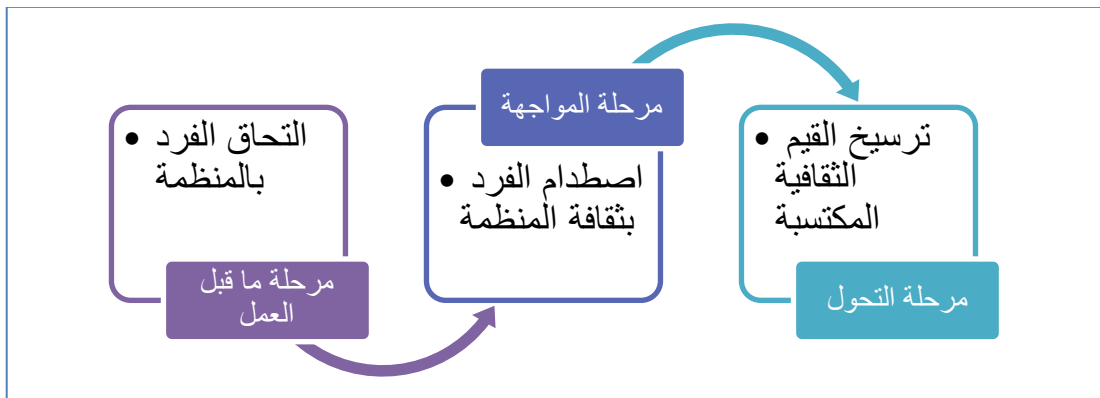 • التحاق الفرد
بالمنظمة
مرحلة ما قبل
العمل
مرحلة المواجهة
• اصطدام الفرد
بثقافة المنظمة
• ترسيخ القيم
الثقافية
المكتسبة
مرحلة التحول